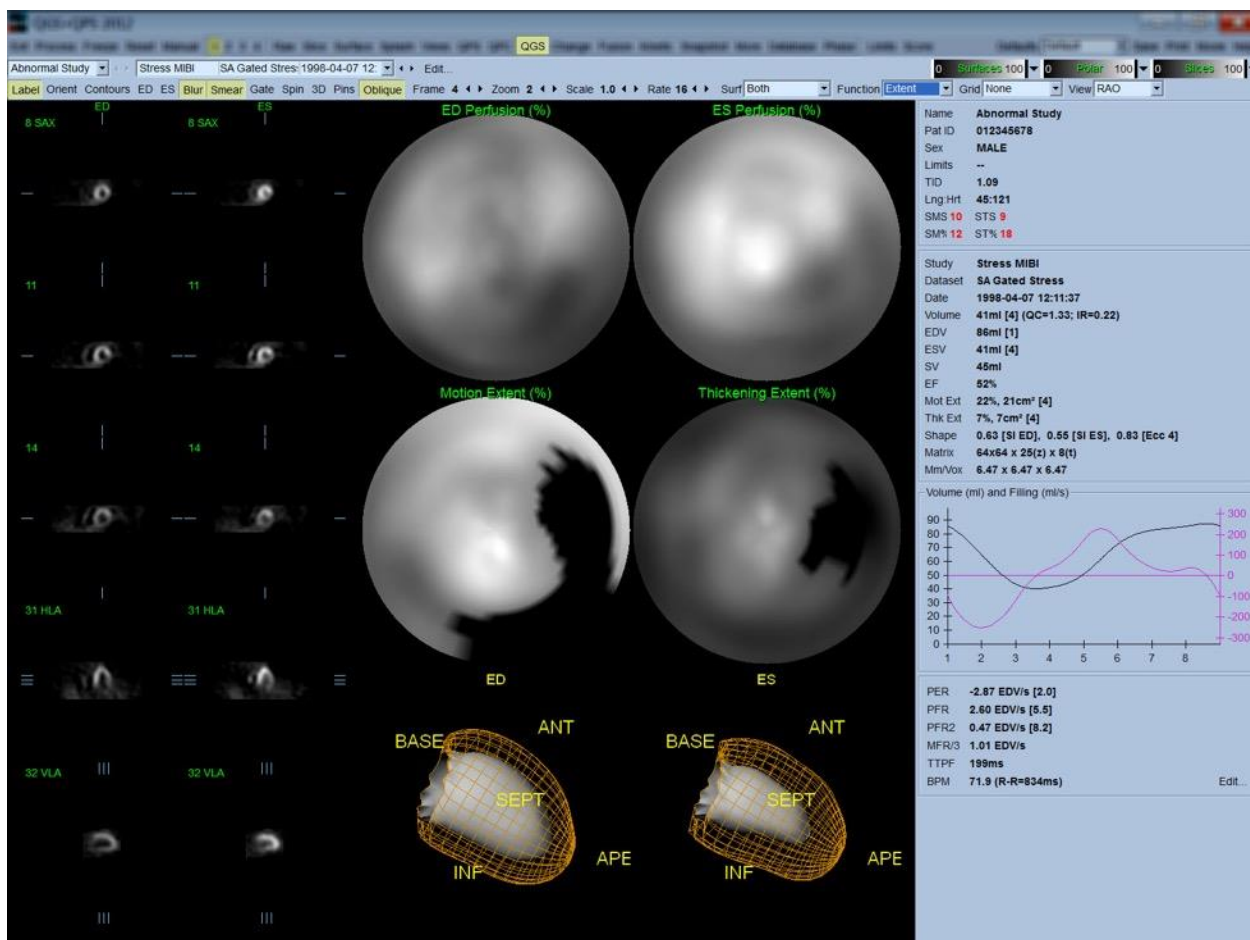 QGS+QPS 2012
QGS
Abnormal Study Stress MIBI SA Gated Stres: 1998-04-07 12: Edit...
0 Surfaces 100 0 Polar 100 0 Slices 100
Label Orient Contours ED ES Blur Smear Gate Spin 3D Pins Oblique Frame 4 Zoom 2 Scale 1.0 Rate 16 Surf Both Function Extent Grid None View RAO
ED ES
8 SAX 8 SAX
11 11
14 14
31 HLA 31 HLA
32 VLA 32 VLA
ED Perfusion (%) ES Perfusion (%)
Motion Extent (%) Thickening Extent (%)
ED ES
BASE ANT SEPT INF APE
BASE ANT SEPT INF APE
Name Abnormal Study
Pat ID 012345678
Sex MALE
Limits --
TID 1.09
Lng:Hrt 45:121
SMS 10 STS 9
SM% 12 ST% 18
Study Stress MIBI
Dataset SA Gated Stress
Date 1998-04-07 12:11:37
Volume 41ml [4] (QC=1.33; IR=0.22)
EDV 86ml [1]
ESV 41ml [4]
SV 45ml
EF 52%
Mot Ext 22%, 21cm² [4]
Thk Ext 7%, 7cm² [4]
Shape 0.63 [SI ED], 0.55 [SI ES], 0.83 [Ecc 4]
Matrix 64x64 x 25(z) x 8(t)
Mm/Vox 6.47 x 6.47 x 6.47
Volume (ml) and Filling (ml/s)
90 300
80 200
70 100
60 0
50 -100
40 -200
30 -300
20
10
0
1 2 3 4 5 6 7 8
PER -2.87 EDV/s [2.0]
PFR 2.60 EDV/s [5.5]
PFR2 0.47 EDV/s [8.2]
MFR/3 1.01 EDV/s
TTPF 199ms
BPM 71.9 (R-R=834ms) Edit...